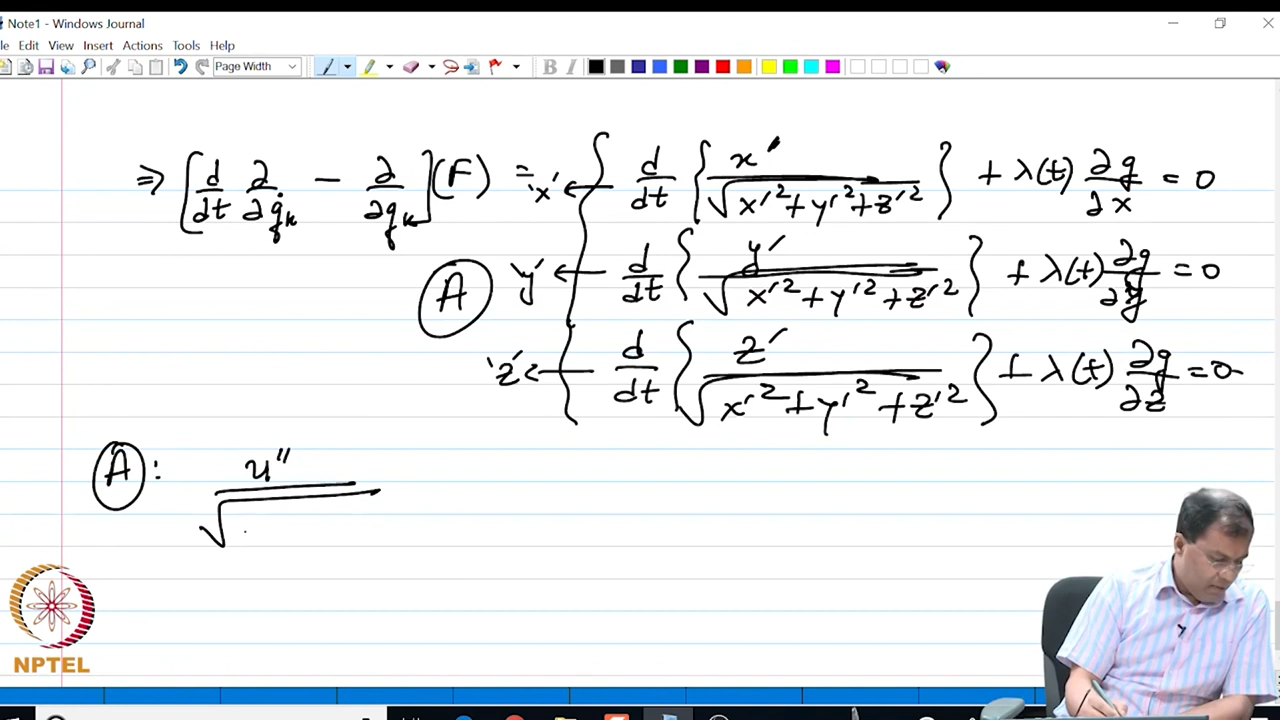 Note1 - Windows Journal
le Edit View Insert Actions Tools Help
Page Width
⇒ [d/dt ∂/∂q̇ₖ − ∂/∂qₖ](F) = 'x' ← d/dt { x′ / √(x′² + y′² + z′²) } + λ(t) ∂g/∂x = 0
Ⓐ 'y' ← d/dt { y′ / √(x′² + y′² + z′²) } + λ(t) ∂g/∂y = 0
'z' ← d/dt { z′ / √(x′² + y′² + z′²) } + λ(t) ∂g/∂z = 0
Ⓐ : u″ / √
NPTEL